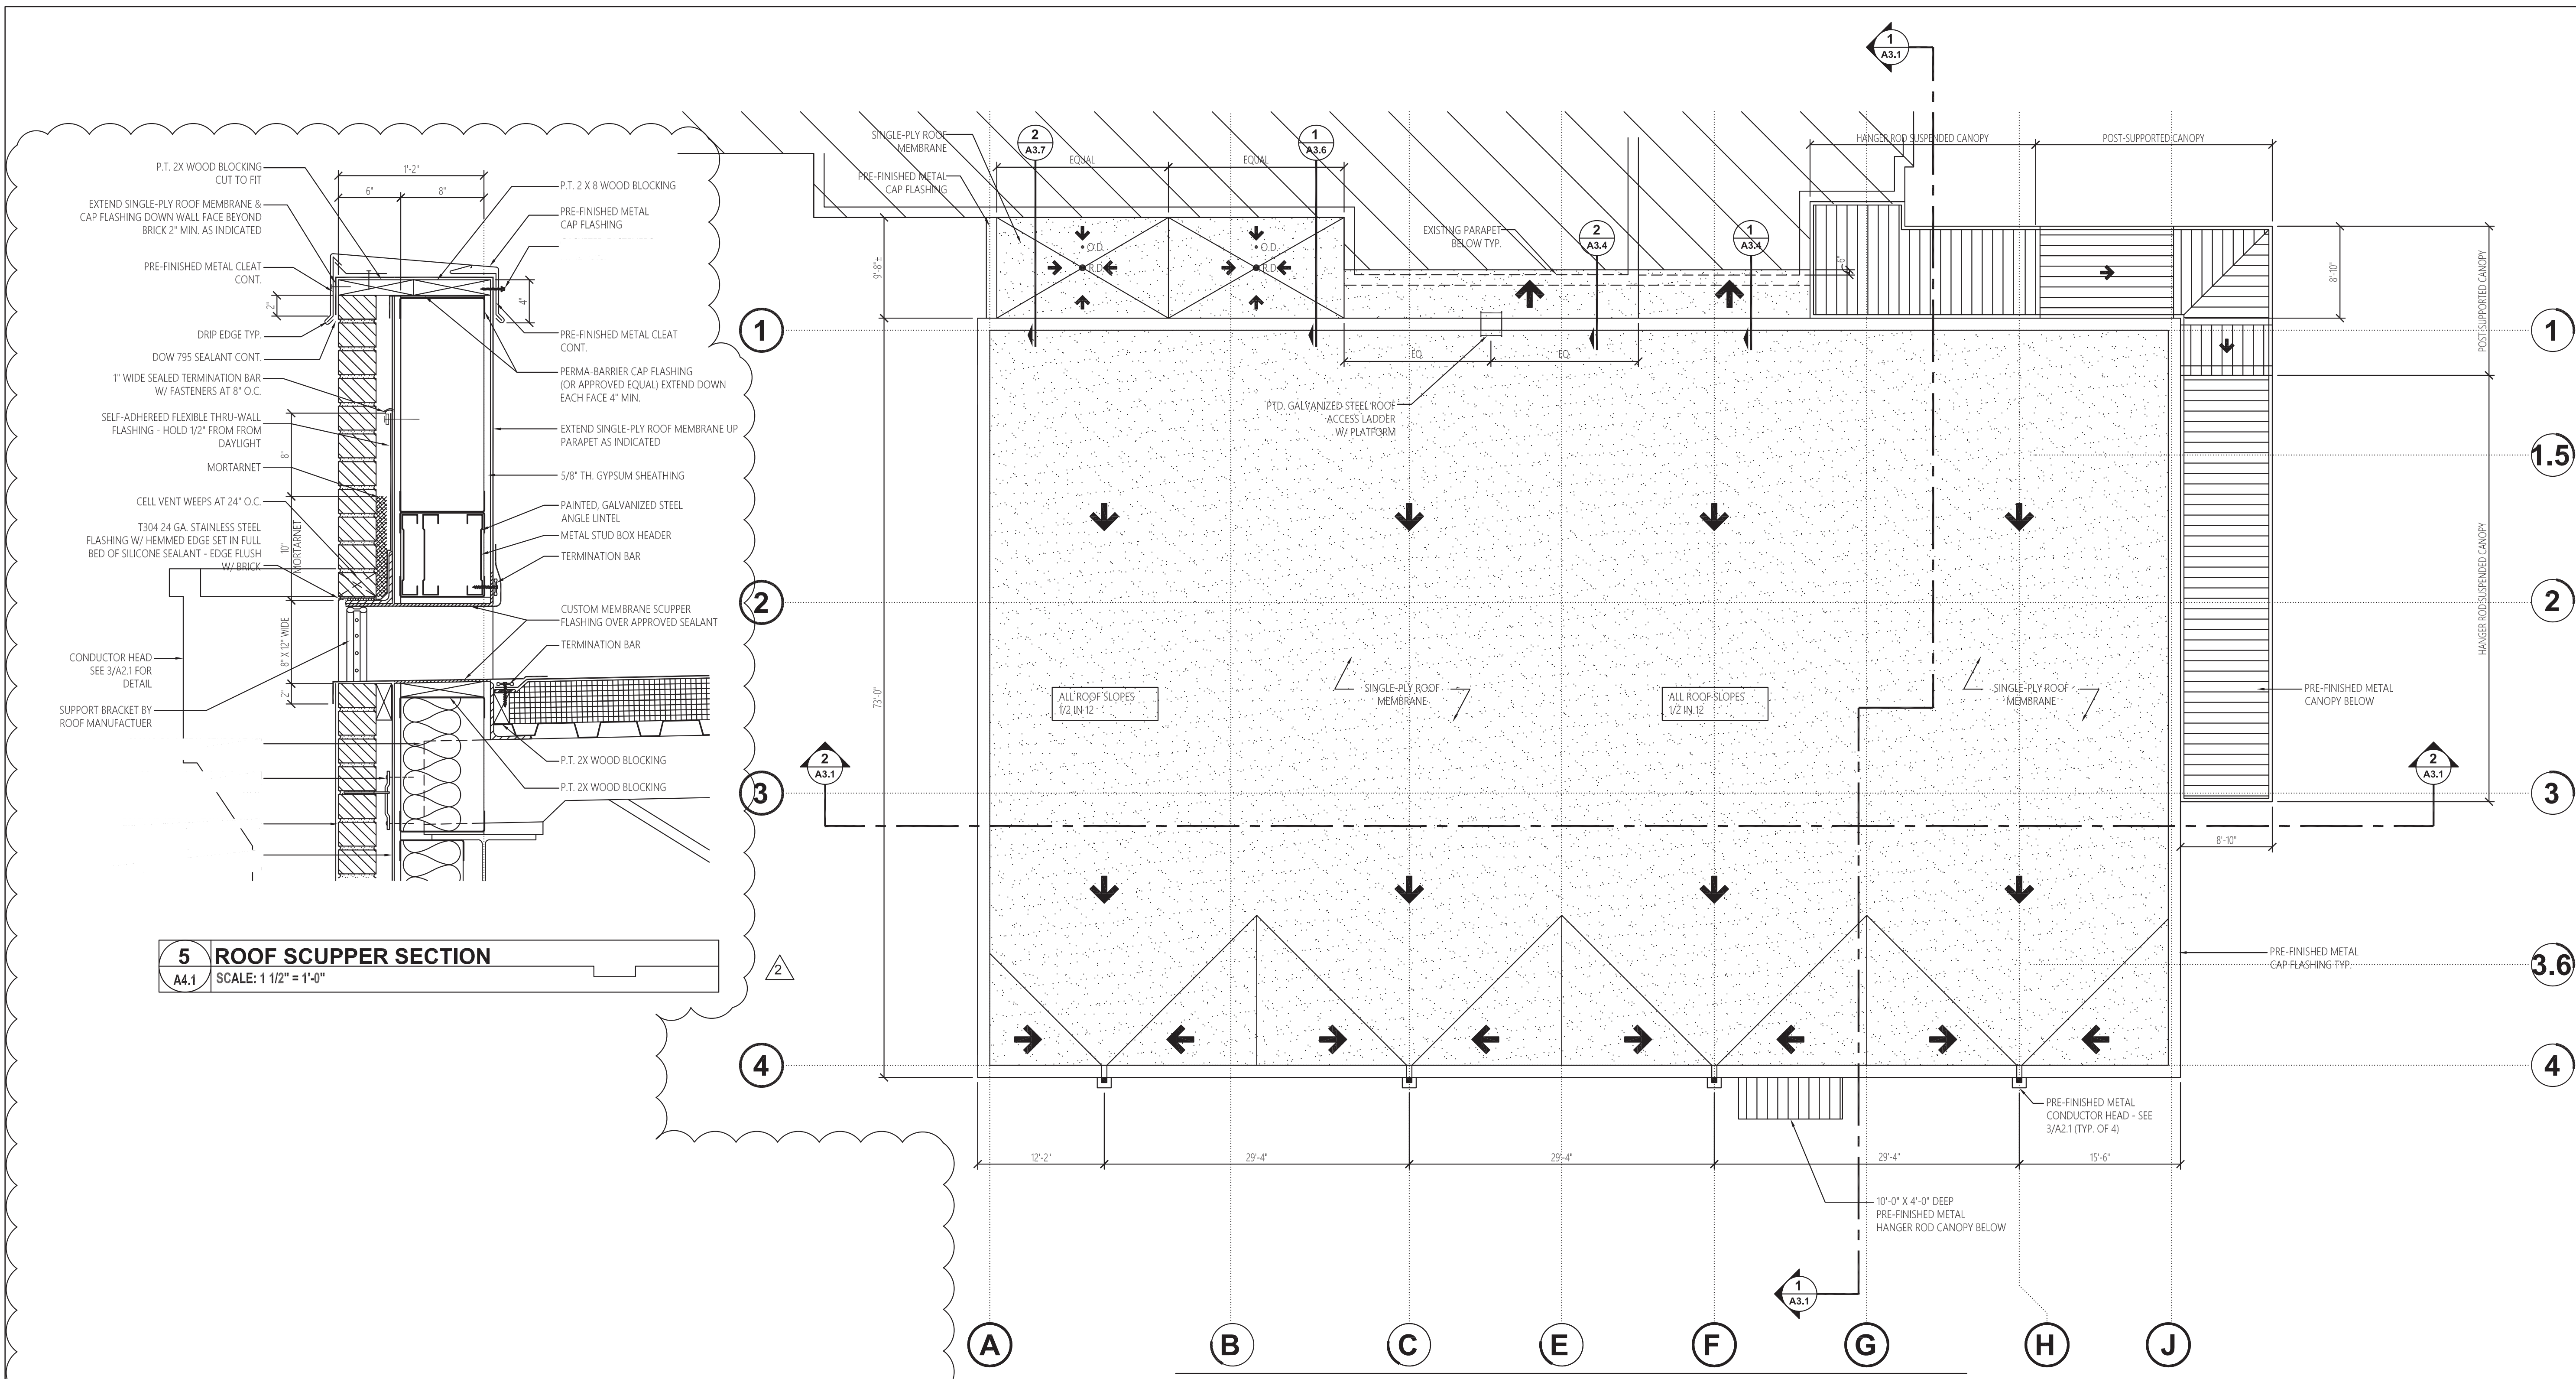 P.T. 2X WOOD BLOCKING
CUT TO FIT
EXTEND SINGLE-PLY ROOF MEMBRANE &
CAP FLASHING DOWN WALL FACE BEYOND
BRICK 2" MIN. AS INDICATED
PRE-FINISHED METAL CLEAT
CONT.
DRIP EDGE TYP.
DOW 795 SEALANT CONT.
1" WIDE SEALED TERMINATION BAR
W/ FASTENERS AT 8" O.C.
SELF-ADHEREED FLEXIBLE THRU-WALL
FLASHING - HOLD 1/2" FROM FROM
DAYLIGHT
MORTARNET
CELL VENT WEEPS AT 24" O.C.
T304 24 GA. STAINLESS STEEL
FLASHING W/ HEMMED EDGE SET IN FULL
BED OF SILICONE SEALANT - EDGE FLUSH
W/ BRICK
CONDUCTOR HEAD
SEE 3/A2.1 FOR
DETAIL
SUPPORT BRACKET BY
ROOF MANUFACTUER
1'-2"
6"
8"
2"
4"
8"
10"
MORTARNET
8" X 12" WIDE
2"
P.T. 2 X 8 WOOD BLOCKING
PRE-FINISHED METAL
CAP FLASHING
PRE-FINISHED METAL CLEAT
CONT.
PERMA-BARRIER CAP FLASHING
(OR APPROVED EQUAL) EXTEND DOWN
EACH FACE 4" MIN.
EXTEND SINGLE-PLY ROOF MEMBRANE UP
PARAPET AS INDICATED
5/8" TH. GYPSUM SHEATHING
PAINTED, GALVANIZED STEEL
ANGLE LINTEL
METAL STUD BOX HEADER
TERMINATION BAR
CUSTOM MEMBRANE SCUPPER
FLASHING OVER APPROVED SEALANT
TERMINATION BAR
P.T. 2X WOOD BLOCKING
P.T. 2X WOOD BLOCKING
5
A4.1
ROOF SCUPPER SECTION
SCALE: 1 1/2" = 1'-0"
2
1
A3.1
SINGLE-PLY ROOF
MEMBRANE
PRE-FINISHED METAL
CAP FLASHING
2
A3.7
1
A3.6
EQUAL
EQUAL
HANGER ROD SUSPENDED CANOPY
POST-SUPPORTED CANOPY
9'-8"±
O.D.
R.D.
O.D.
R.D.
EXISTING PARAPET
BELOW TYP.
2
A3.4
1
A3.4
6"
8'-10"
POST-SUPPORTED CANOPY
1
1
EQ.
EQ.
PTD. GALVANIZED STEEL ROOF
ACCESS LADDER
W/ PLATFORM
1.5
2
2
HANGER ROD SUSPENDED CANOPY
73'-0"
ALL ROOF SLOPES
1/2 IN 12
SINGLE-PLY ROOF
MEMBRANE
ALL ROOF SLOPES
1/2 IN 12
SINGLE-PLY ROOF
MEMBRANE
PRE-FINISHED METAL
CANOPY BELOW
2
A3.1
2
A3.1
3
3
8'-10"
PRE-FINISHED METAL
CAP FLASHING TYP.
3.6
4
4
PRE-FINISHED METAL
CONDUCTOR HEAD - SEE
3/A2.1 (TYP. OF 4)
12'-2"
29'-4"
29'-4"
29'-4"
15'-6"
10'-0" X 4'-0" DEEP
PRE-FINISHED METAL
HANGER ROD CANOPY BELOW
1
A3.1
A
B
C
E
F
G
H
J